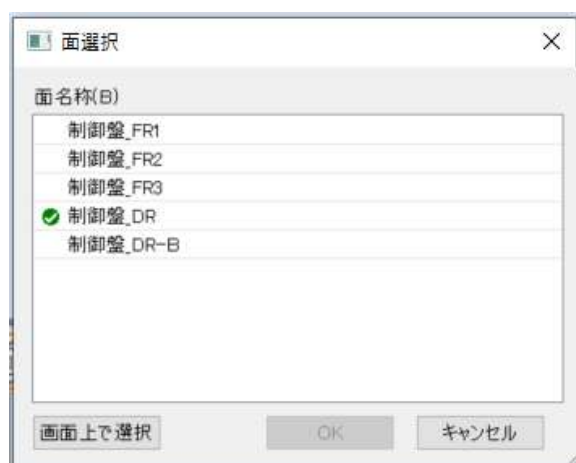 面選択
面名称(B)
制御盤_FR1
制御盤_FR2
制御盤_FR3
制御盤_DR
制御盤_DR-B
画面上で選択
OK
キャンセル